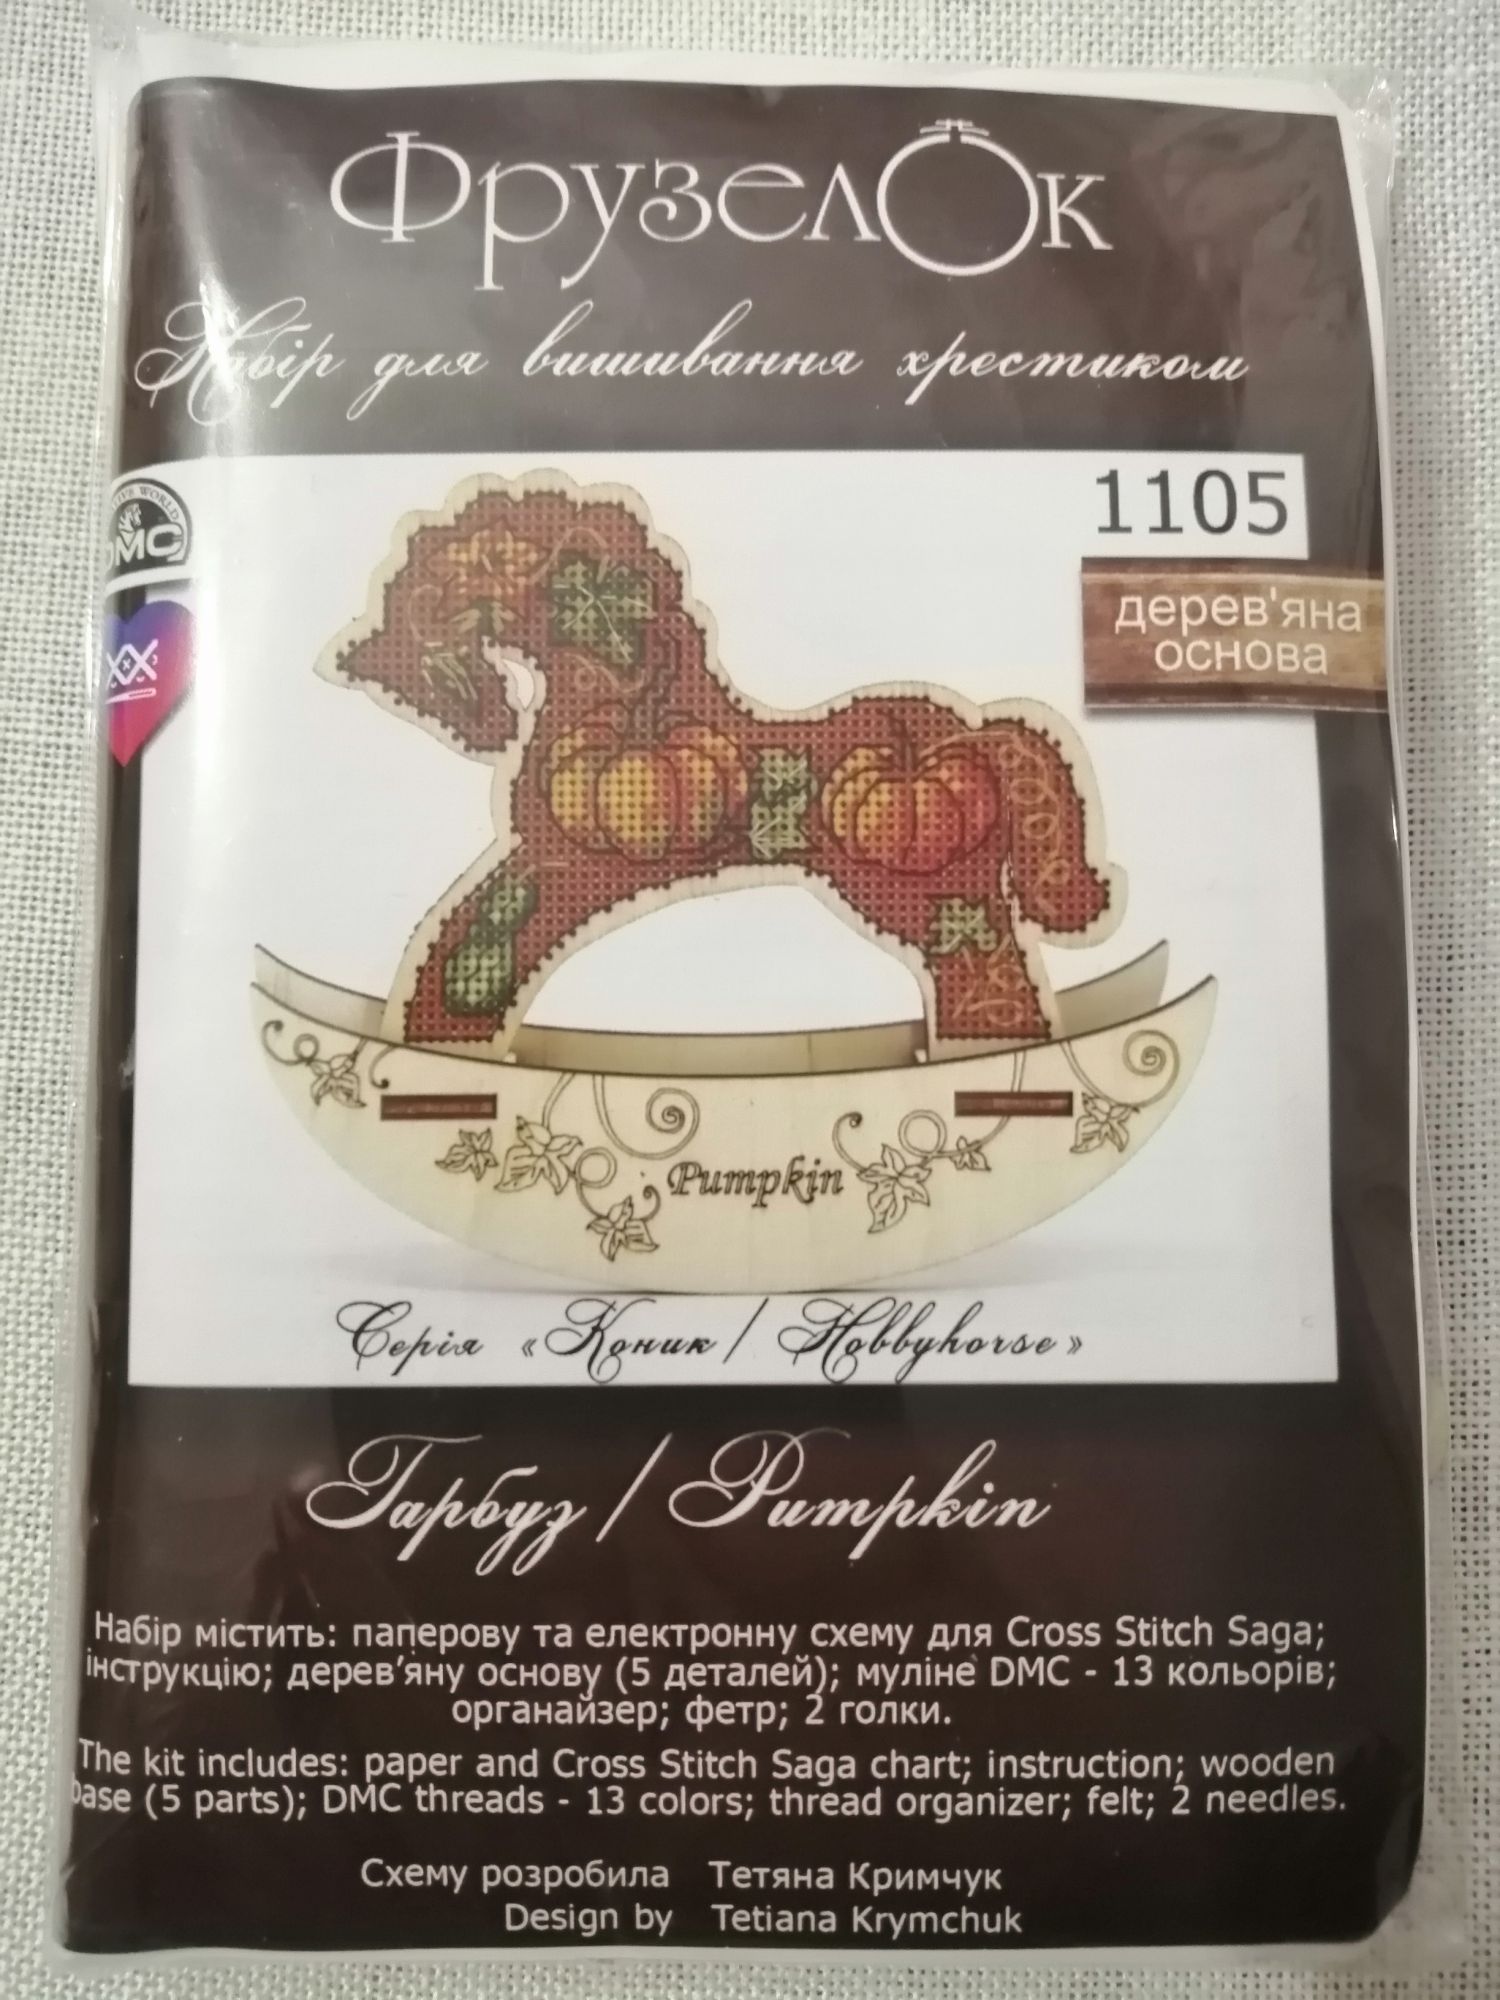 ФрузелОк
Набір для вишивання хрестиком
1105
DMC
дерев'яна
основа
XX
Pumpkin
Серія «Коник / Hobbyhorse»
Гарбуз / Pumpkin
Набір містить: паперову та електронну схему для Cross Stitch Saga;
інструкцію; дерев’яну основу (5 деталей); муліне DMC - 13 кольорів;
органайзер; фетр; 2 голки.
The kit includes: paper and Cross Stitch Saga chart; instruction; wooden
base (5 parts); DMC threads - 13 colors; thread organizer; felt; 2 needles.
Схему розробила Тетяна Кримчук
Design by Tetiana Krymchuk